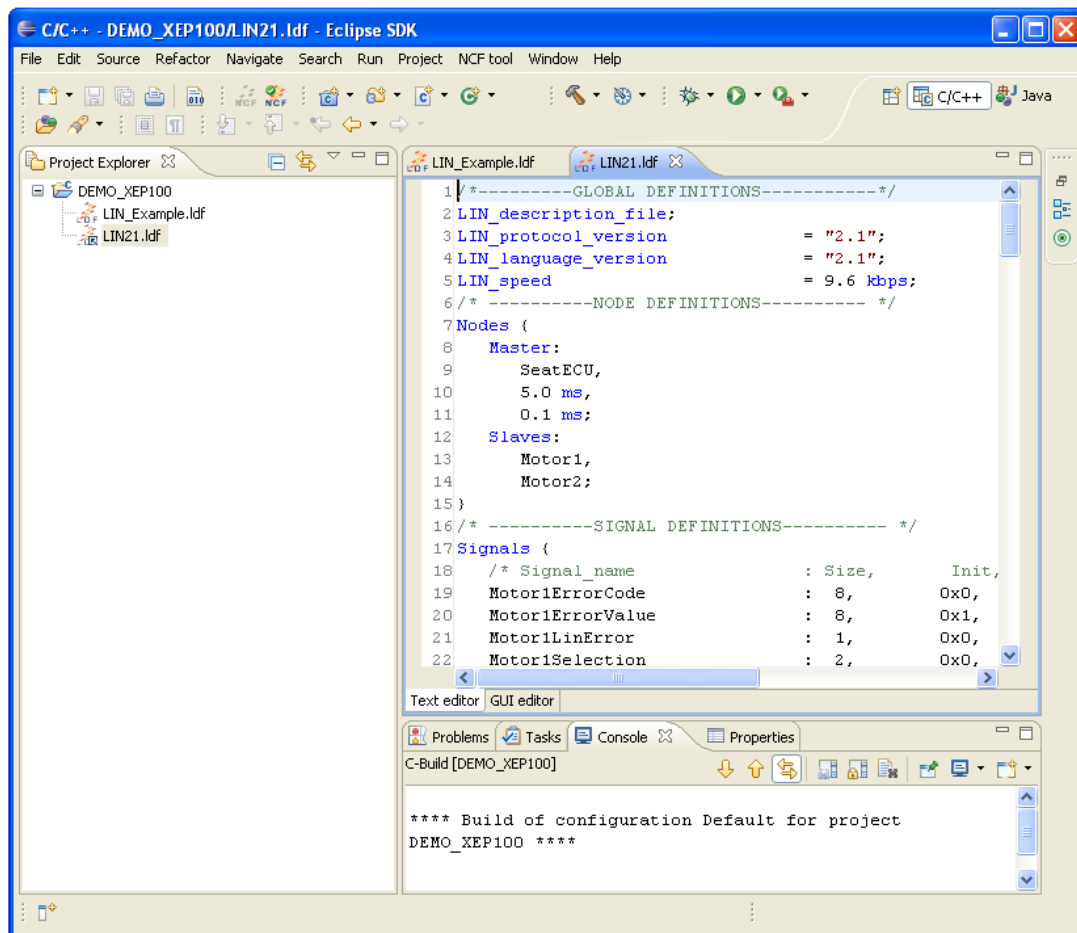 C/C++ - DEMO_XEP100/LIN21.ldf - Eclipse SDK
File Edit Source Refactor Navigate Search Run Project NCF tool Window Help
010 NCF NCF C C C/C++ Java
Project Explorer
LIN_Example.ldf LIN21.ldf
DEMO_XEP100
LIN_Example.ldf
LIN21.ldf
1 /*---------GLOBAL DEFINITIONS-----------*/
2 LIN_description_file;
3 LIN_protocol_version = "2.1";
4 LIN_language_version = "2.1";
5 LIN_speed = 9.6 kbps;
6 /* ----------NODE DEFINITIONS---------- */
7 Nodes {
8 Master:
9 SeatECU,
10 5.0 ms,
11 0.1 ms;
12 Slaves:
13 Motor1,
14 Motor2;
15 }
16 /* ----------SIGNAL DEFINITIONS---------- */
17 Signals {
18 /* Signal_name : Size, Init,
19 Motor1ErrorCode : 8, 0x0,
20 Motor1ErrorValue : 8, 0x1,
21 Motor1LinError : 1, 0x0,
22 Motor1Selection : 2, 0x0,
Text editor GUI editor
Problems Tasks Console Properties
C-Build [DEMO_XEP100]
**** Build of configuration Default for project
DEMO_XEP100 ****